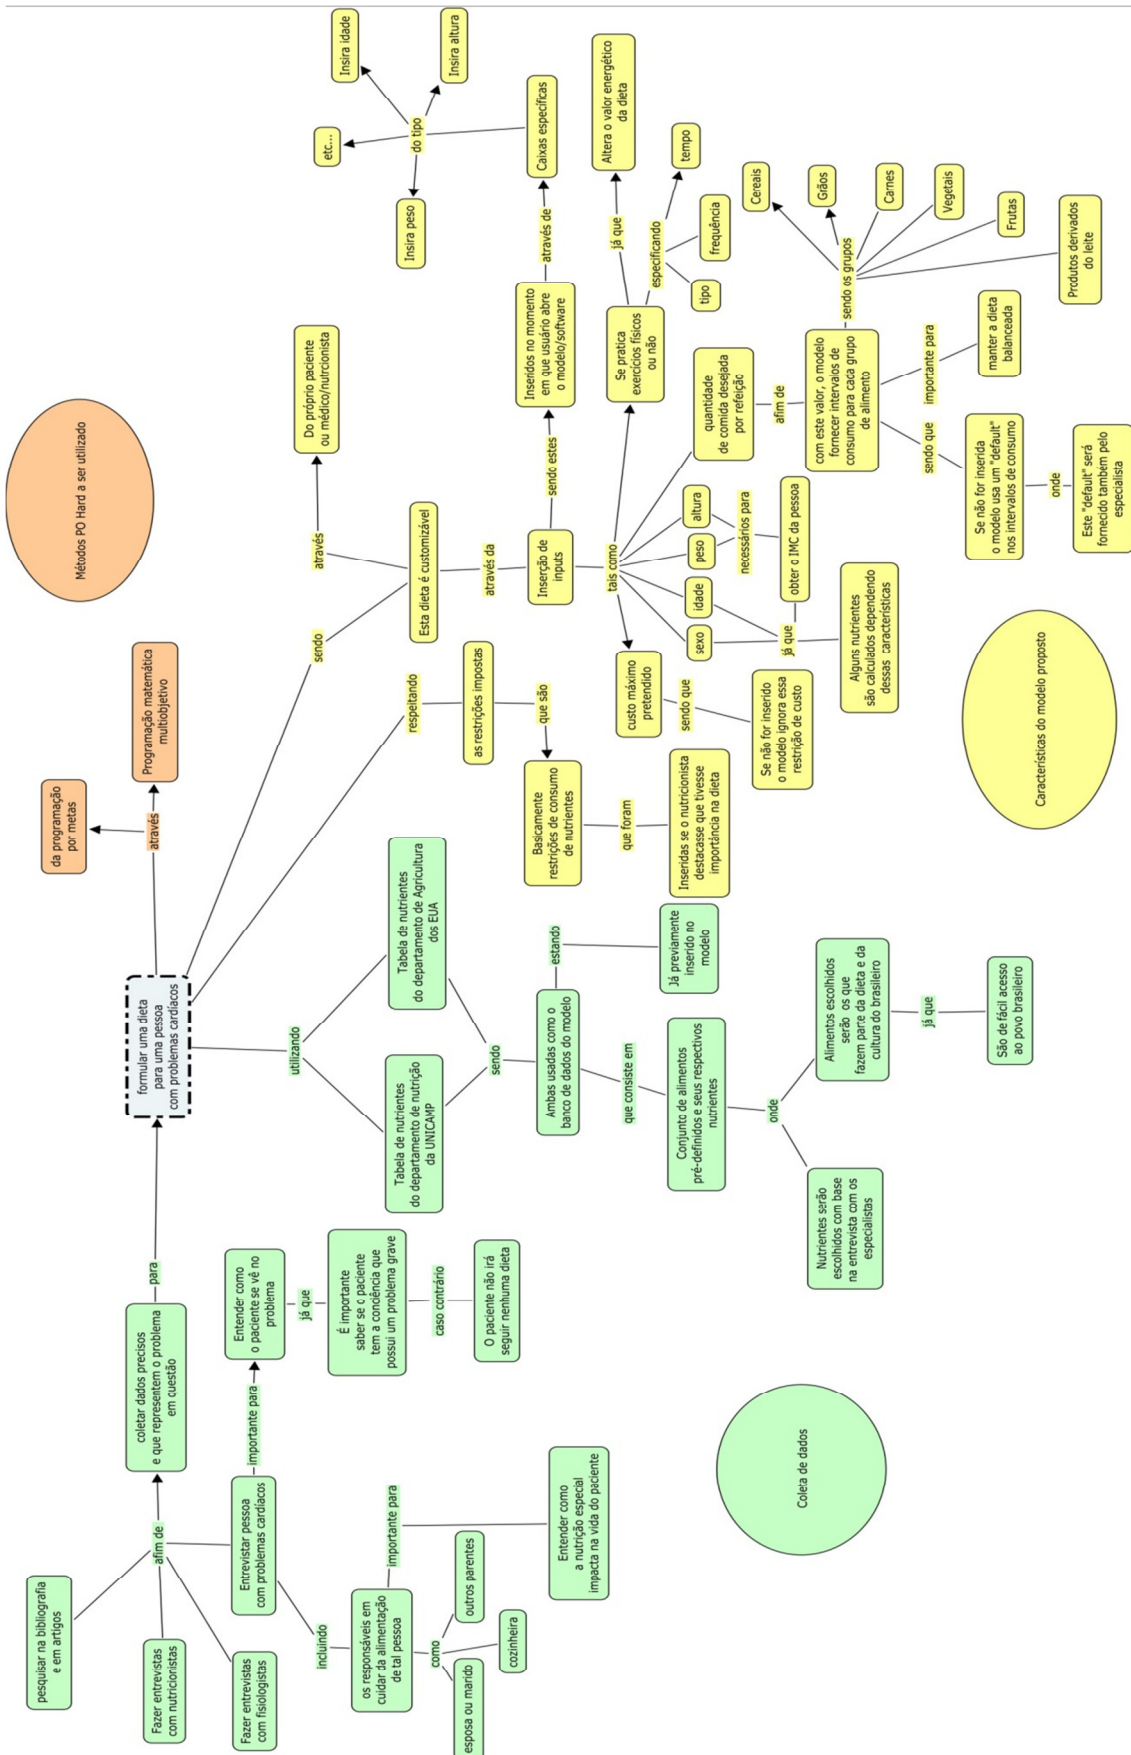 pesquisar na bibliografia
e em artigos
Fazer entrevistas
com nutricionistas
Fazer entrevistas
com fisiologistas
afim de
Entrevistar pessoa
com problemas cardíacos
coletar dados precisos
e que representem o problema
em questão
para
formular uma dieta
para uma pessoa
com problemas cardíacos
importante para
Entender como
o paciente se vê no
problema
já que
É importante
saber se o paciente
tem a conciência que
possui um problema grave
caso contrário
O paciente não irá
seguir nenhuma dieta
incluindo
os responsáveis em
cuidar da alimentação
de tal pessoa
como
esposa ou marido
cozinheira
outros parentes
importante para
Entender como
a nutrição especial
impacta na vida do paciente
Coleta de dados
utilizando
Tabela de nutrientes
do departamento de nutrição
da UNICAMP
Tabela de nutrientes
do departamento de Agricultura
dos EUA
sendo
Ambas usadas como o
banco de dados do modelo
estando
Já previamente
inserido no
modelo
que consiste em
Conjunto de alimentos
pré-definidos e seus respectivos
nutrientes
onde
Nutrientes serão
escolhidos com base
na entrevista com os
especialistas
Alimentos escolhidos
serão os que
fazem parte da dieta e da
cultura do brasileiro
já que
São de fácil acesso
ao povo brasileiro
através
da programação
por metas
Programação matemática
multiobjetivo
Métodos PO Hard a ser utilizado
respeitando
as restrições impostas
que são
Basicamente
restrições de consumo
de nutrientes
que foram
Inseridas se o nutricionista
destacasse que tivesse
importância na dieta
sendo
Esta dieta é customizável
através
Do próprio paciente
ou médico/nutrcionista
através da
Inserção de
inputs
sendo estes
Inseridos no momento
em que usuário abre
o modelo/software
através de
Caixas específicas
do tipo
Insira peso
etc...
Insira idade
Insira altura
tais como
custo máximo
pretendido
sendo que
Se não for inserido
o modelo ignora essa
restrição de custo
sexo
idade
peso
altura
necessários para
obter o IMC da pessoa
já que
Alguns nutrientes
são calculados dependendo
dessas características
quantidade
de comida desejada
por refeição
afim de
com este valor, o modelo
fornecer intervalos de
consumo para cada grupo
de alimento
sendo que
Se não for inserida
o modelo usa um "default"
nos intervalos de consumo
onde
Este "default" será
fornecido também pelo
especialista
importante para
manter a dieta
balanceada
sendo os grupos
Cereais
Grãos
Carnes
Vegetais
Frutas
Produtos derivados
do leite
Se pratica
exercícios físicos
ou não
já que
Altera o valor energético
da dieta
especificando
tipo
frequência
tempo
Características do modelo proposto